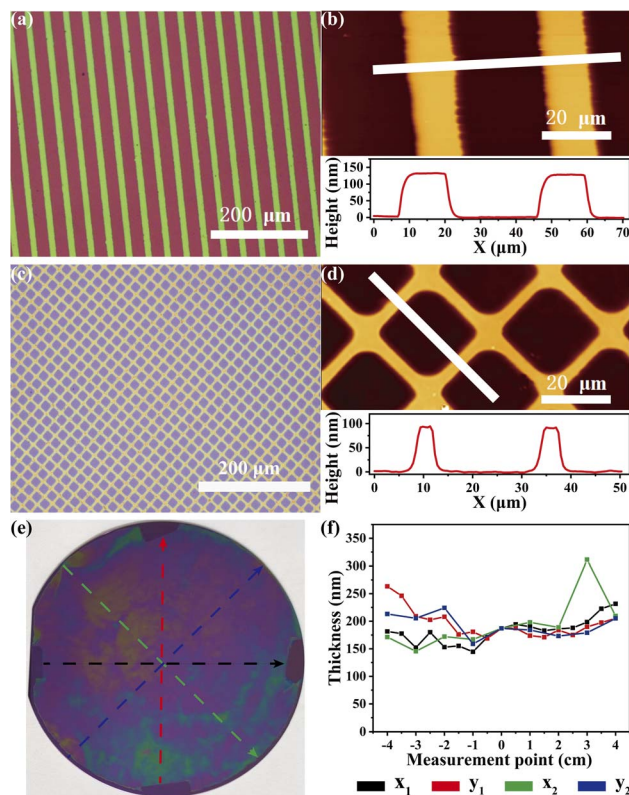 (a)
200 μm
(b)
20 μm
Height (nm)
150
100
50
0
0 10 20 30 40 50 60 70
X (μm)
(c)
200 μm
(d)
20 μm
Height (nm)
100
50
0
0 10 20 30 40 50
X (μm)
(e)
(f)
Thickness (nm)
350
300
250
200
150
100
50
0
-4 -3 -2 -1 0 1 2 3 4
Measurement point (cm)
x₁ y₁ x₂ y₂